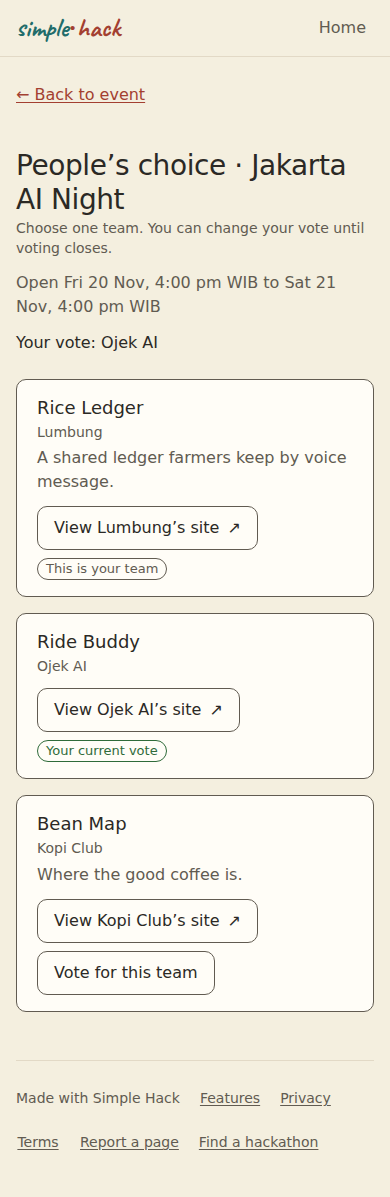 simple·hack
Home
← Back to event
People’s choice · Jakarta
AI Night
Choose one team. You can change your vote until
voting closes.
Open Fri 20 Nov, 4:00 pm WIB to Sat 21
Nov, 4:00 pm WIB
Your vote: Ojek AI
Rice Ledger
Lumbung
A shared ledger farmers keep by voice
message.
View Lumbung’s site ↗
This is your team
Ride Buddy
Ojek AI
View Ojek AI’s site ↗
Your current vote
Bean Map
Kopi Club
Where the good coffee is.
View Kopi Club’s site ↗
Vote for this team
Made with Simple Hack Features Privacy
Terms Report a page Find a hackathon